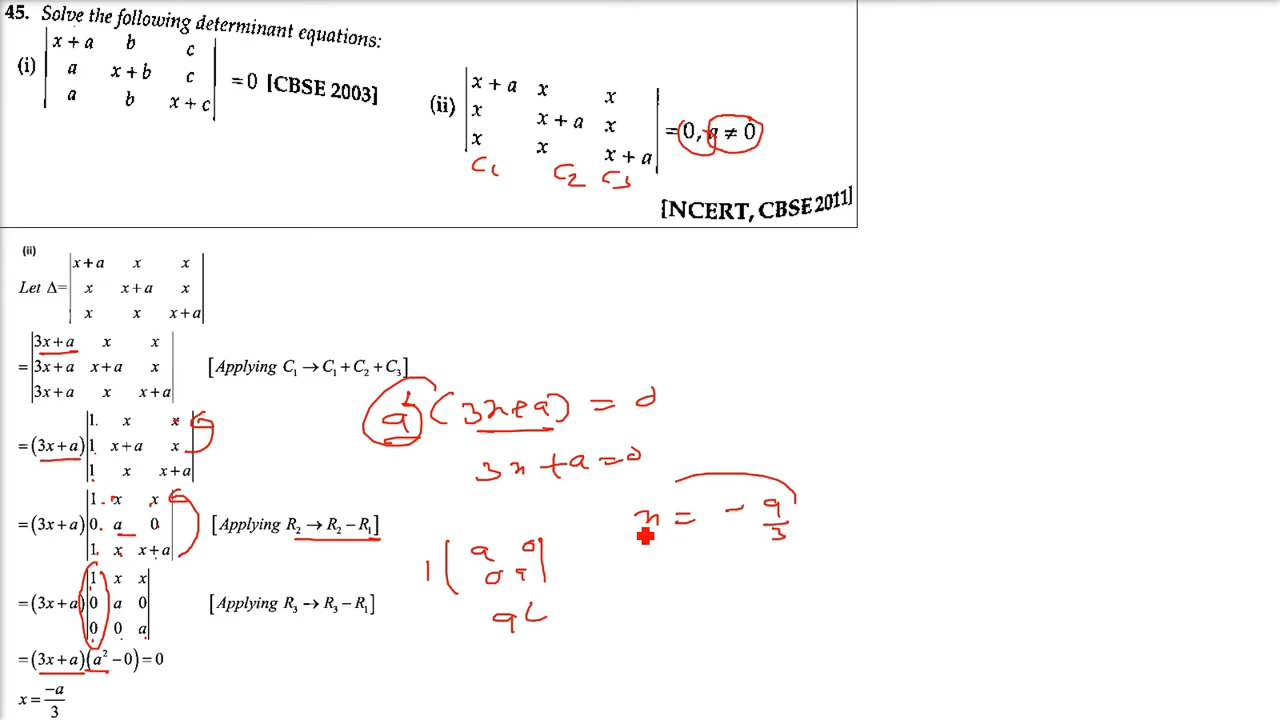 45. Solve the following determinant equations:
(i) | x + a b c |
| a x + b c | = 0 [CBSE 2003]
| a b x + c |
(ii) | x + a x x |
| x x + a x | = 0, a ≠ 0
| x x x + a |
C1 C2 C3
[NCERT, CBSE 2011]
(ii)
Let Δ= | x+a x x |
| x x+a x |
| x x x+a |
= | 3x+a x x |
| 3x+a x+a x | [Applying C₁ → C₁ + C₂ + C₃]
| 3x+a x x+a |
= (3x+a) | 1 x x |
| 1 x+a x |
| 1 x x+a |
= (3x+a) | 1 x x |
| 0 a 0 | [Applying R₂ → R₂ − R₁]
| 1 x x+a |
= (3x+a) | 1 x x |
| 0 a 0 | [Applying R₃ → R₃ − R₁]
| 0 0 a |
= (3x+a)(a² − 0) = 0
x = −a/3
a² (3x+a) = 0
3x + a = 0
x = − a/3
1 | a 0 |
| 0 a |
a²